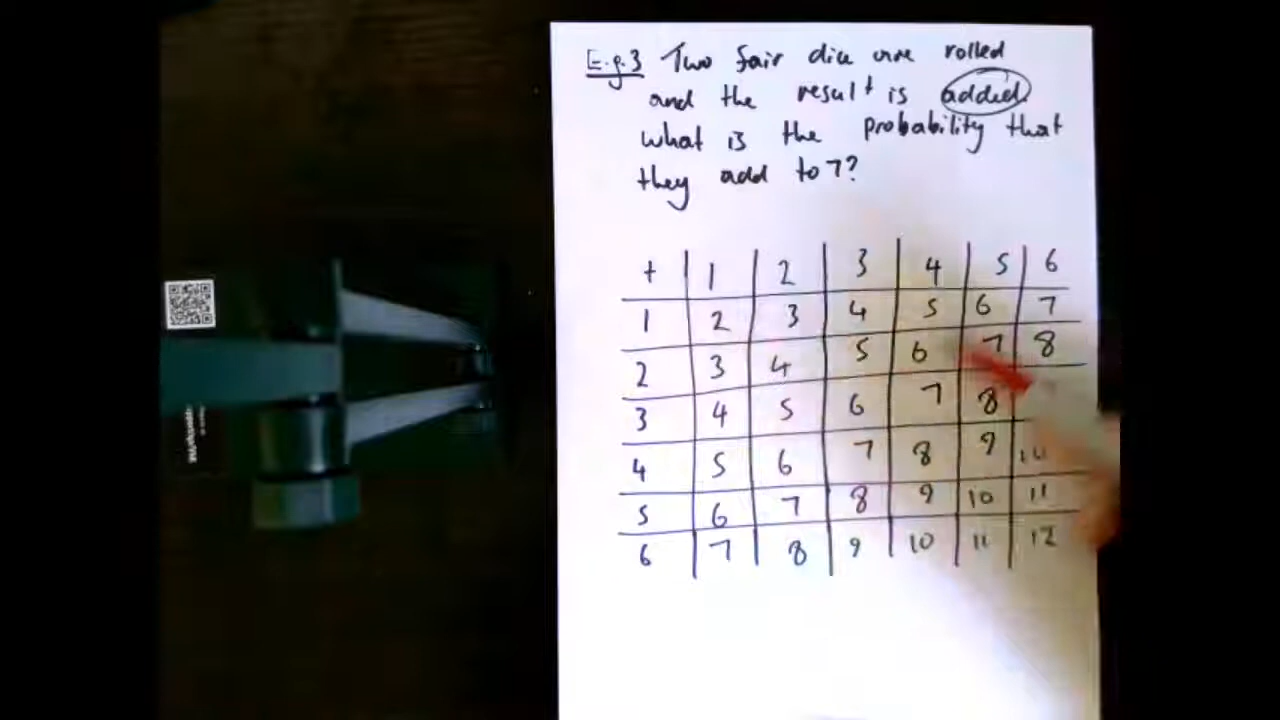 E.g.3 Two fair dice are rolled
and the result is added.
What is the probability that
they add to 7?
+ 1 2 3 4 5 6
1 2 3 4 5 6 7
2 3 4 5 6 7 8
3 4 5 6 7 8
4 5 6 7 8 9
5 6 7 8 9 10 11
6 7 8 9 10 11 12